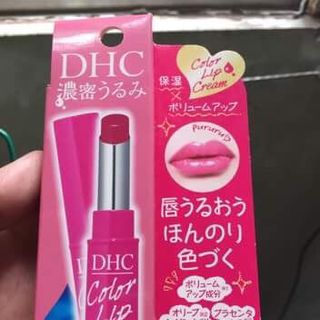 DHC
濃密うるみ
Color
Lip
Cream
保湿
×
ボリュームアップ
pururun
唇うるおう
ほんのり
色づく
ボリューム
アップ成分
オリーブ
プラセンタ
DHC
Color
Lip